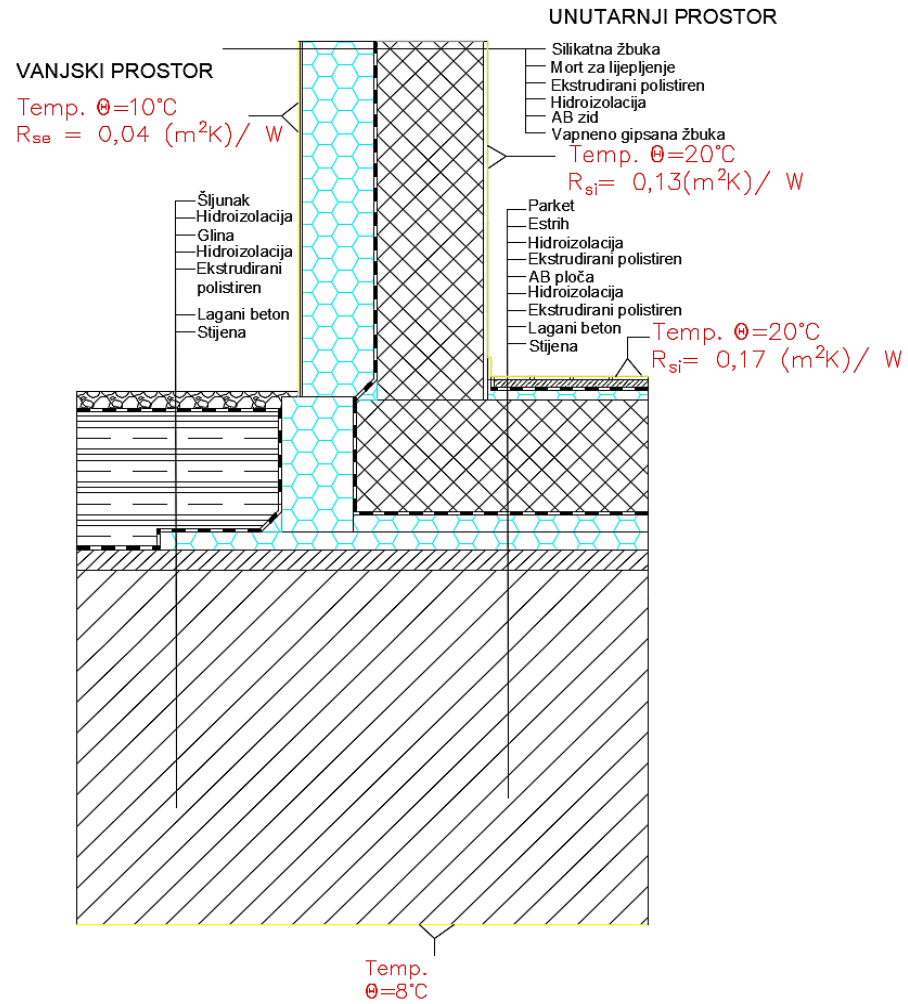 UNUTARNJI PROSTOR
Silikatna žbuka
Mort za lijepljenje
Ekstrudirani polistiren
Hidroizolacija
AB zid
Vapneno gipsana žbuka
VANJSKI PROSTOR
Temp. Θ=10°C
Rse = 0,04 (m²K)/ W
Temp. Θ=20°C
Rsi= 0,13(m²K)/ W
Šljunak
Hidroizolacija
Glina
Hidroizolacija
Ekstrudirani
polistiren
Lagani beton
Stijena
Parket
Estrih
Hidroizolacija
Ekstrudirani polistiren
AB ploča
Hidroizolacija
Ekstrudirani polistiren
Lagani beton
Stijena
Temp. Θ=20°C
Rsi= 0,17 (m²K)/ W
Temp.
Θ=8°C